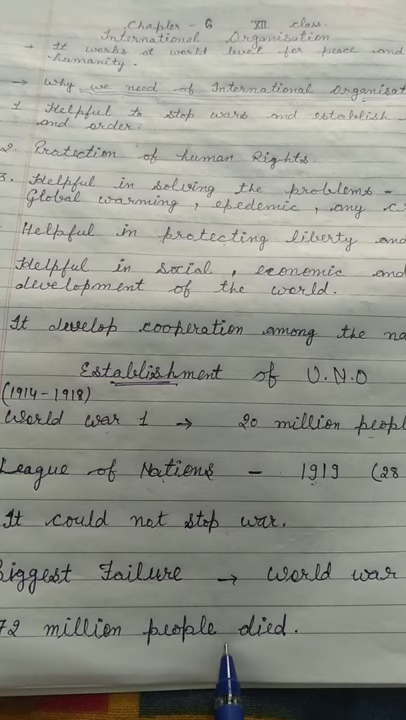 Chapter - 6 XII class.
International Organisation
→ It works at world level for peace and
humanity.
→ Why we need of International Organisat
1 Helpful to stop wars and establish
and order.
2. Protection of human Rights
3. Helpful in solving the problems -
Global warming, epedemic, any c
Helpful in protecting liberty and
Helpful in social, economic and
development of the world.
It develop cooperation among the na
Establishment of U.N.O
(1914-1918)
World war 1 → 20 million peopl
League of Nations - 1919 (28
It could not stop war.
Biggest Failure → World war
72 million people died.